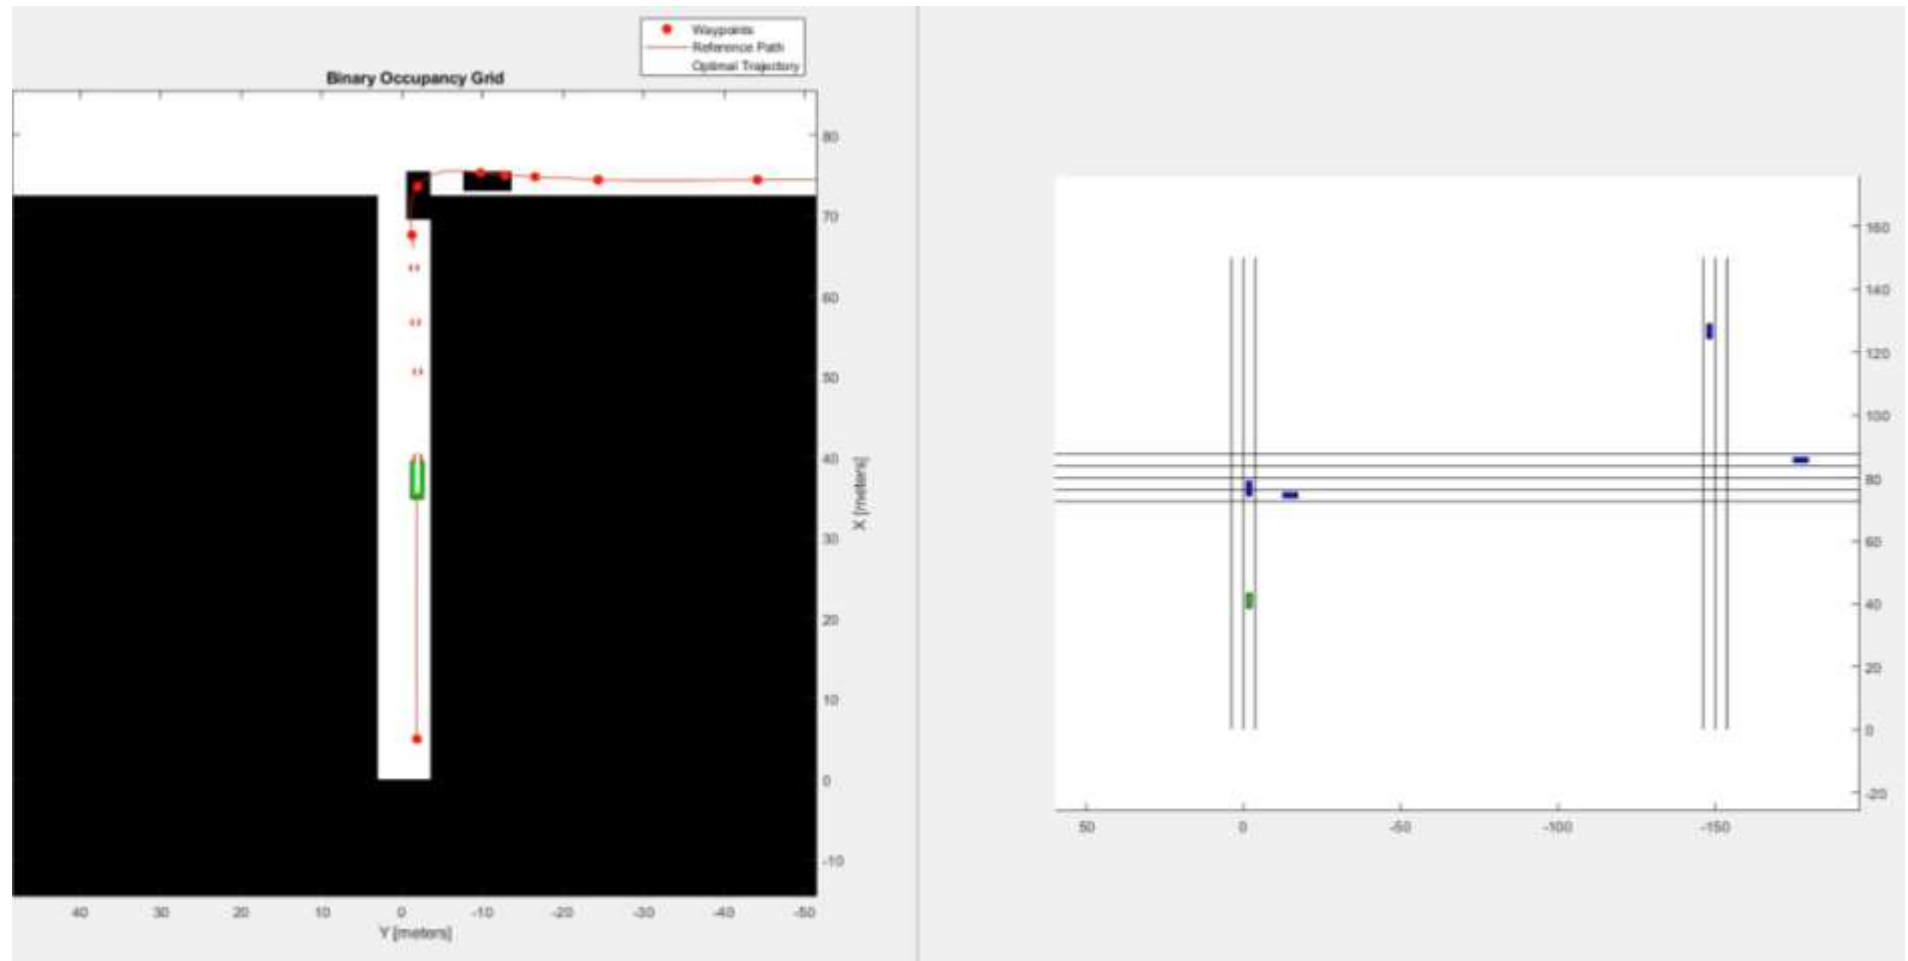 Waypoints
Reference Path
Optimal Trajectory
Binary Occupancy Grid
80
70
60
50
40
30
20
10
0
-10
X [meters]
40 30 20 10 0 -10 -20 -30 -40 -50
Y [meters]
160
140
120
100
80
60
40
20
0
-20
50 0 -50 -100 -150